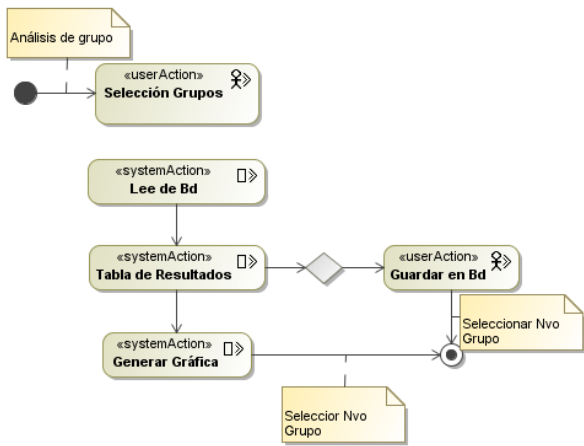 Análisis de grupo
«userAction»
Selección Grupos
«systemAction»
Lee de Bd
«systemAction»
Tabla de Resultados
«userAction»
Guardar en Bd
Seleccionar Nvo
Grupo
«systemAction»
Generar Gráfica
Seleccior Nvo
Grupo